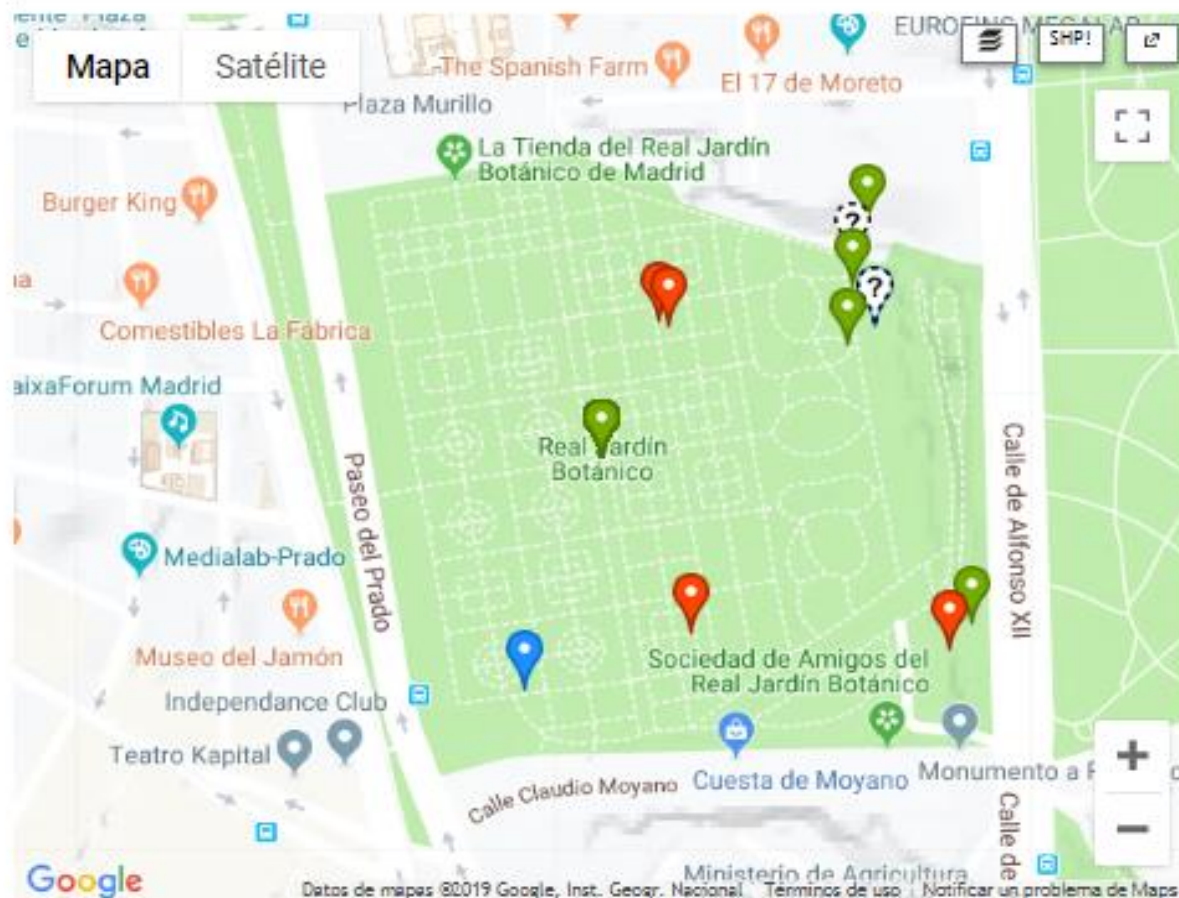 Plaza
Mapa
Satélite
The Spanish Farm
EUROFINS MEGALAB
SHP!
El 17 de Moreto
Plaza Murillo
La Tienda del Real Jardín
Botánico de Madrid
Burger King
?
?
Comestibles La Fábrica
aixaForum Madrid
Real Jardín
Botánico
Calle de Alfonso XII
Paseo del Prado
Medialab-Prado
Museo del Jamón
Sociedad de Amigos del
Real Jardín Botánico
Independance Club
Teatro Kapital
Cuesta de Moyano
Monumento a
Calle Claudio Moyano
Calle de
+
−
Ministerio de Agricultura
Google
Datos de mapas ©2019 Google, Inst. Geogr. Nacional
Términos de uso
Notificar un problema de Maps